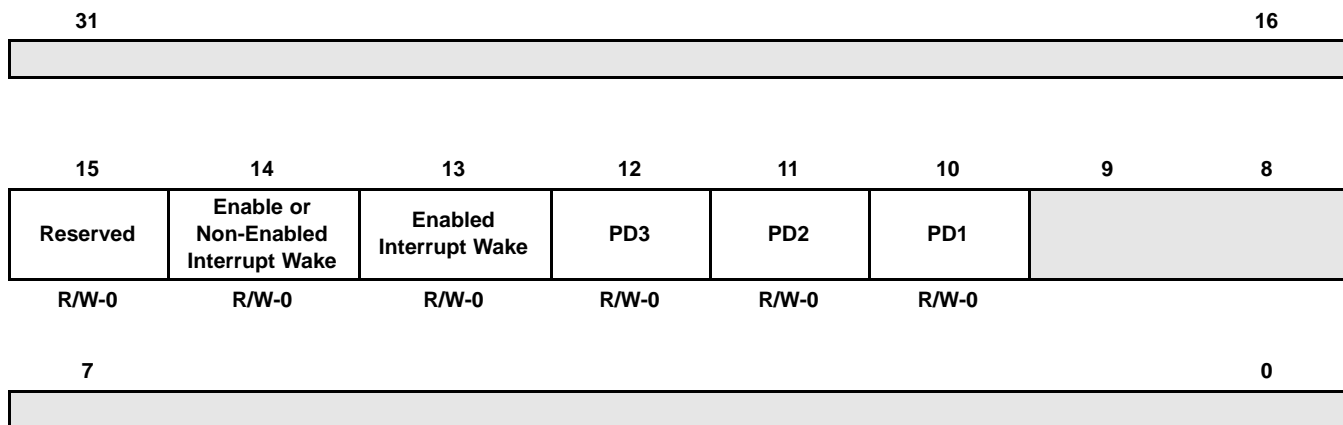 31 16
15 14 13 12 11 10 9 8
Reserved
Enable or
Non-Enabled
Interrupt Wake
Enabled
Interrupt Wake
PD3
PD2
PD1
R/W-0 R/W-0 R/W-0 R/W-0 R/W-0 R/W-0
7 0